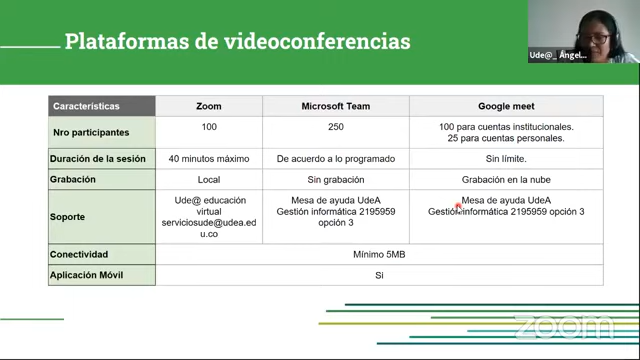 Plataformas de videoconferencias
Ude@_ Ángel...
Características Zoom Microsoft Team Google meet
Nro participantes 100 250 100 para cuentas institucionales.
25 para cuentas personales.
Duración de la sesión 40 minutos máximo De acuerdo a lo programado Sin límite.
Grabación Local Sin grabación Grabación en la nube
Soporte Ude@ educación virtual serviciosude@udea.edu.co Mesa de ayuda UdeA Gestión informática 2195959 opción 3 Mesa de ayuda UdeA Gestión informática 2195959 opción 3
Conectividad Mínimo 5MB
Aplicación Móvil Si
zoom